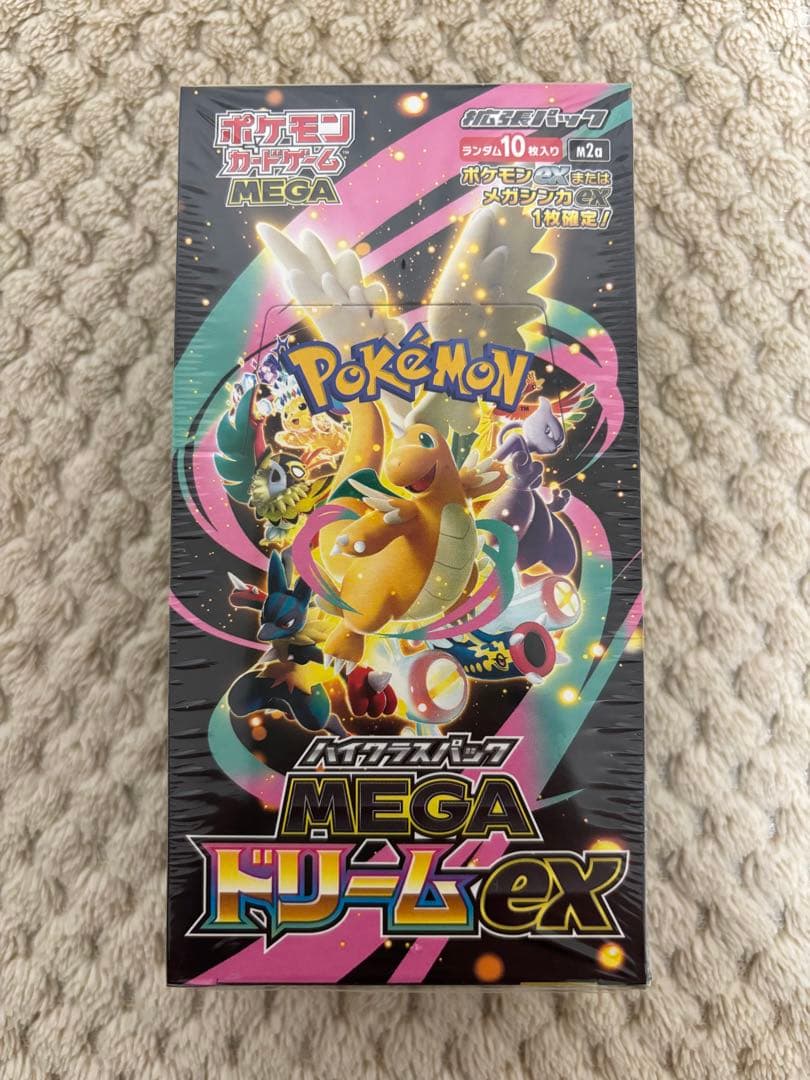 ポケモン
カードゲーム
MEGA
拡張パック
ランダム10枚入り M2a
ポケモンexまたは
メガシンカex
1枚確定!
POKéMON
TM
ハイクラスパック
MEGA
ドリームex